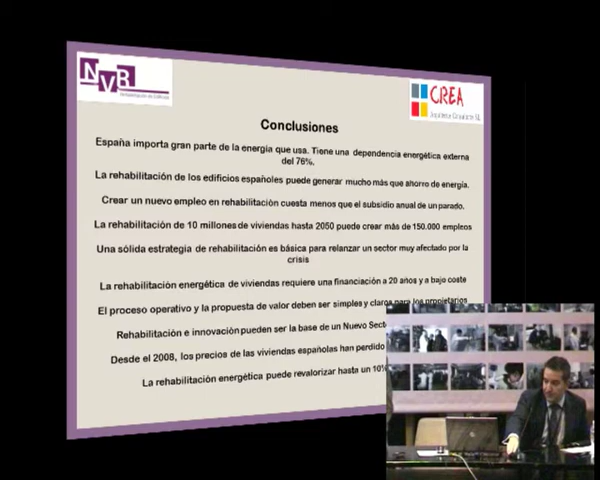 NVB
CREA
Conclusiones
España importa gran parte de la energía que usa. Tiene una dependencia energética externa
del 76%.
La rehabilitación de los edificios españoles puede generar mucho más que ahorro de energía.
Crear un nuevo empleo en rehabilitación cuesta menos que el subsidio anual de un parado.
La rehabilitación de 10 millones de viviendas hasta 2050 puede crear más de 150.000 empleos
Una sólida estrategia de rehabilitación es básica para relanzar un sector muy afectado por la
crisis
La rehabilitación energética de viviendas requiere una financiación a 20 años y a bajo coste
El proceso operativo y la propuesta de valor deben ser simples y claros para los propietarios
Rehabilitación e innovación pueden ser la base de un Nuevo
Desde el 2008, los precios de las viviendas españolas han perdido
La rehabilitación energética puede revalorizar hasta un 10%